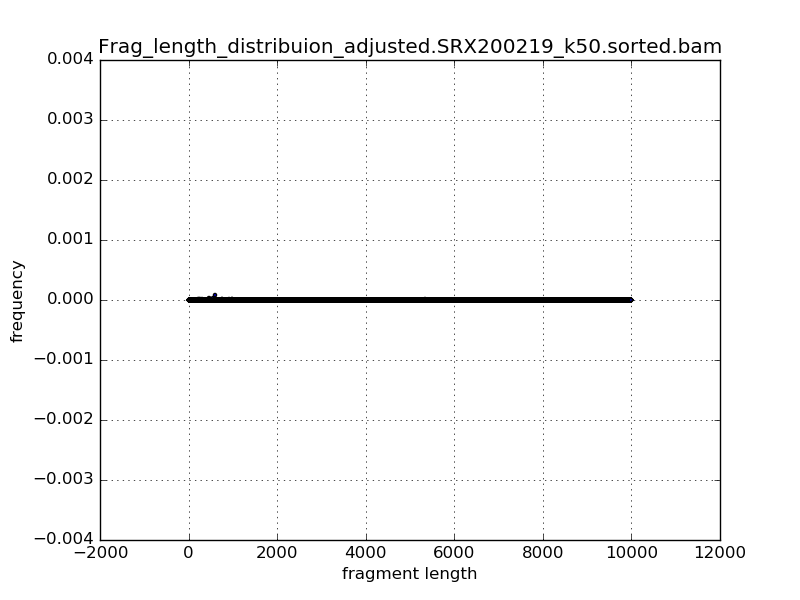 Frag_length_distribuion_adjusted.SRX200219_k50.sorted.bam
0.004
0.003
0.002
0.001
0.000
−0.001
−0.002
−0.003
−0.004
frequency
−2000 0 2000 4000 6000 8000 10000 12000
fragment length